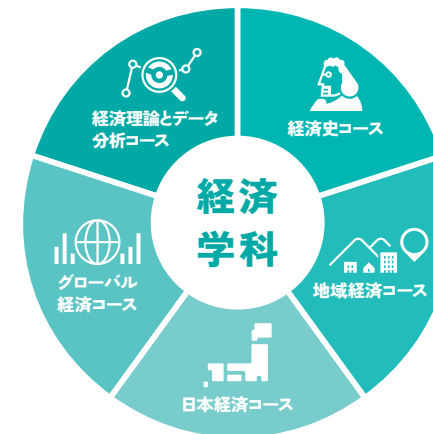 経済理論とデータ
分析コース
経済史コース
経済
学科
グローバル
経済コース
地域経済コース
日本経済コース